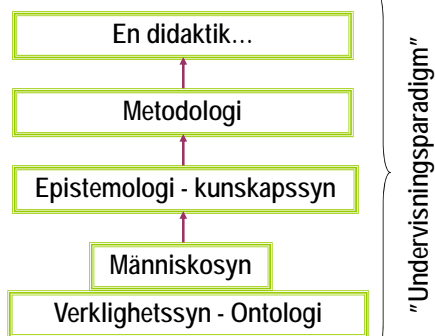 En didaktik...
Metodologi
Epistemologi - kunskapssyn
Människosyn
Verklighetssyn - Ontologi
"Undervisningsparadigm"